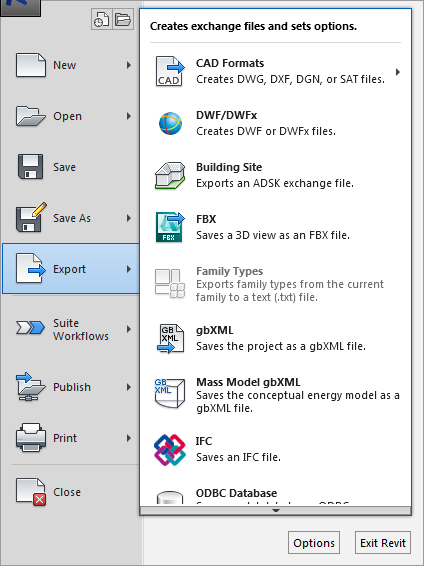 New
Open
Save
Save As
Export
Suite
Workflows
Publish
Print
Close
Creates exchange files and sets options.
CAD
CAD Formats
Creates DWG, DXF, DGN, or SAT files.
DWF/DWFx
Creates DWF or DWFx files.
Building Site
Exports an ADSK exchange file.
FBX
FBX
Saves a 3D view as an FBX file.
Family Types
Exports family types from the current
family to a text (.txt) file.
GB
XML
gbXML
Saves the project as a gbXML file.
GB
XML
Mass Model gbXML
Saves the conceptual energy model as a
gbXML file.
IFC
Saves an IFC file.
ODBC Database
Options
Exit Revit